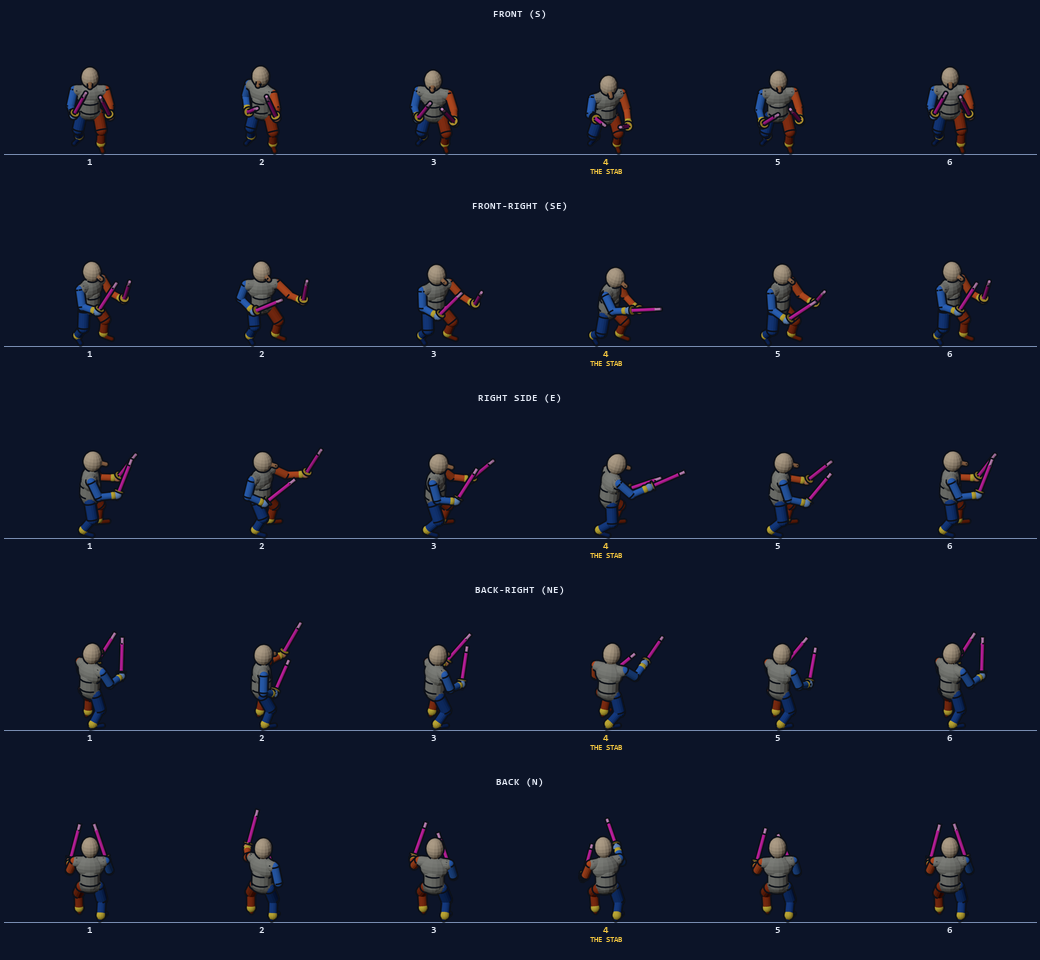 FRONT (S)
1 2 3 4 5 6
THE STAB
FRONT-RIGHT (SE)
1 2 3 4 5 6
THE STAB
RIGHT SIDE (E)
1 2 3 4 5 6
THE STAB
BACK-RIGHT (NE)
1 2 3 4 5 6
THE STAB
BACK (N)
1 2 3 4 5 6
THE STAB